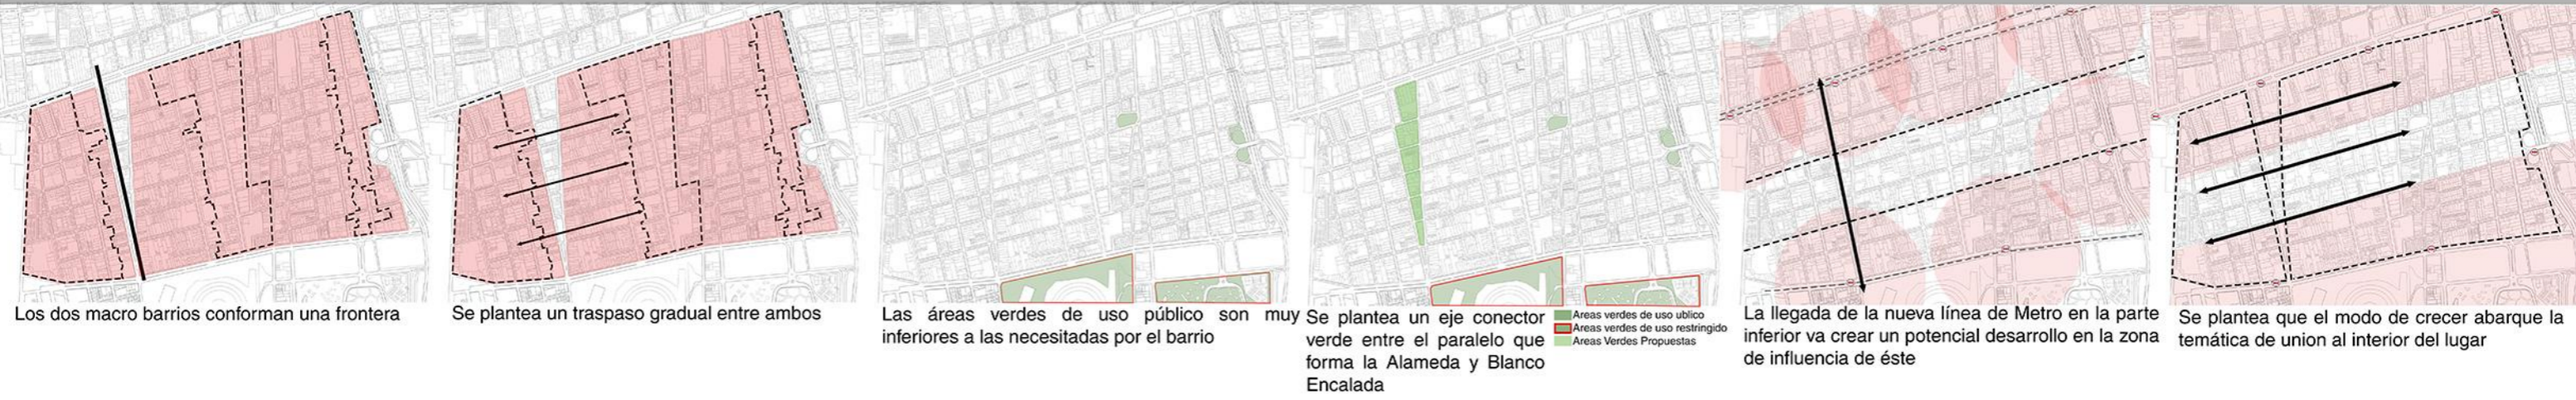 Los dos macro barrios conforman una frontera
Se plantea un traspaso gradual entre ambos
Las áreas verdes de uso público son muy
inferiores a las necesitadas por el barrio
Se plantea un eje conector
verde entre el paralelo que
forma la Alameda y Blanco
Encalada
Areas verdes de uso ublico
Areas verdes de uso restringido
Areas Verdes Propuestas
La llegada de la nueva línea de Metro en la parte
inferior va crear un potencial desarrollo en la zona
de influencia de éste
Se plantea que el modo de crecer abarque la
temática de union al interior del lugar